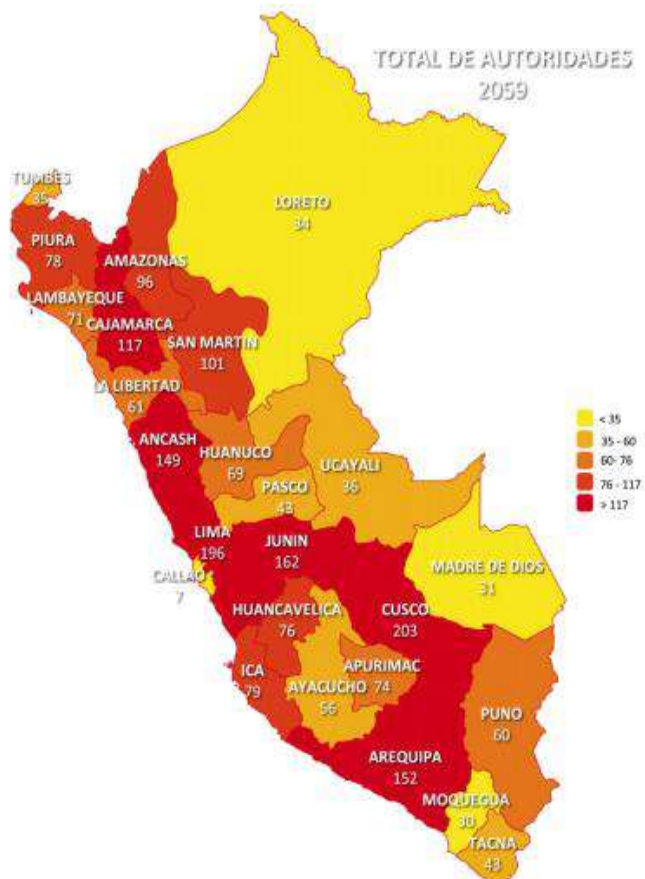 TOTAL DE AUTORIDADES
2059
TUMBES
35
LORETO
34
PIURA
78
AMAZONAS
96
LAMBAYEQUE
71
CAJAMARCA
117
SAN MARTIN
101
LA LIBERTAD
61
ANCASH
149
HUANUCO
69
UCAYALI
36
PASCO
43
LIMA
196
JUNIN
162
CALLAO
7
MADRE DE DIOS
31
HUANCAVELICA
76
CUSCO
203
ICA
79
AYACUCHO
56
APURIMAC
74
PUNO
60
AREQUIPA
152
MOQUEGUA
30
TACNA
43
< 35
35 - 60
60- 76
76 - 117
> 117